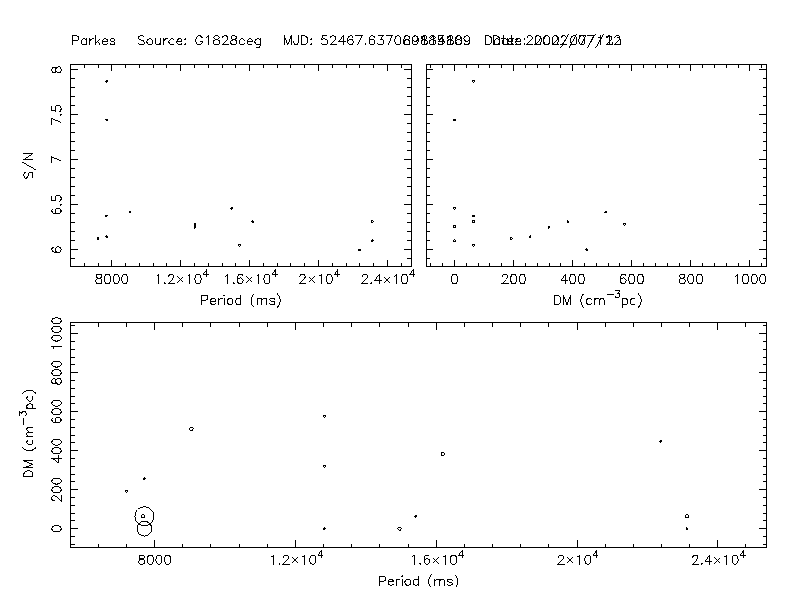 Parkes Source: G1828ceg MJD: Date:
8
7.5
7
6.5
6
S/N
8000 1.2×10⁴ 1.6×10⁴ 2×10⁴ 2.4×10⁴
Period (ms)
0 200 400 600 800 1000
DM (cm⁻³pc)
1000
800
600
400
200
0
DM (cm⁻³pc)
8000 1.2×10⁴ 1.6×10⁴ 2×10⁴ 2.4×10⁴
Period (ms)